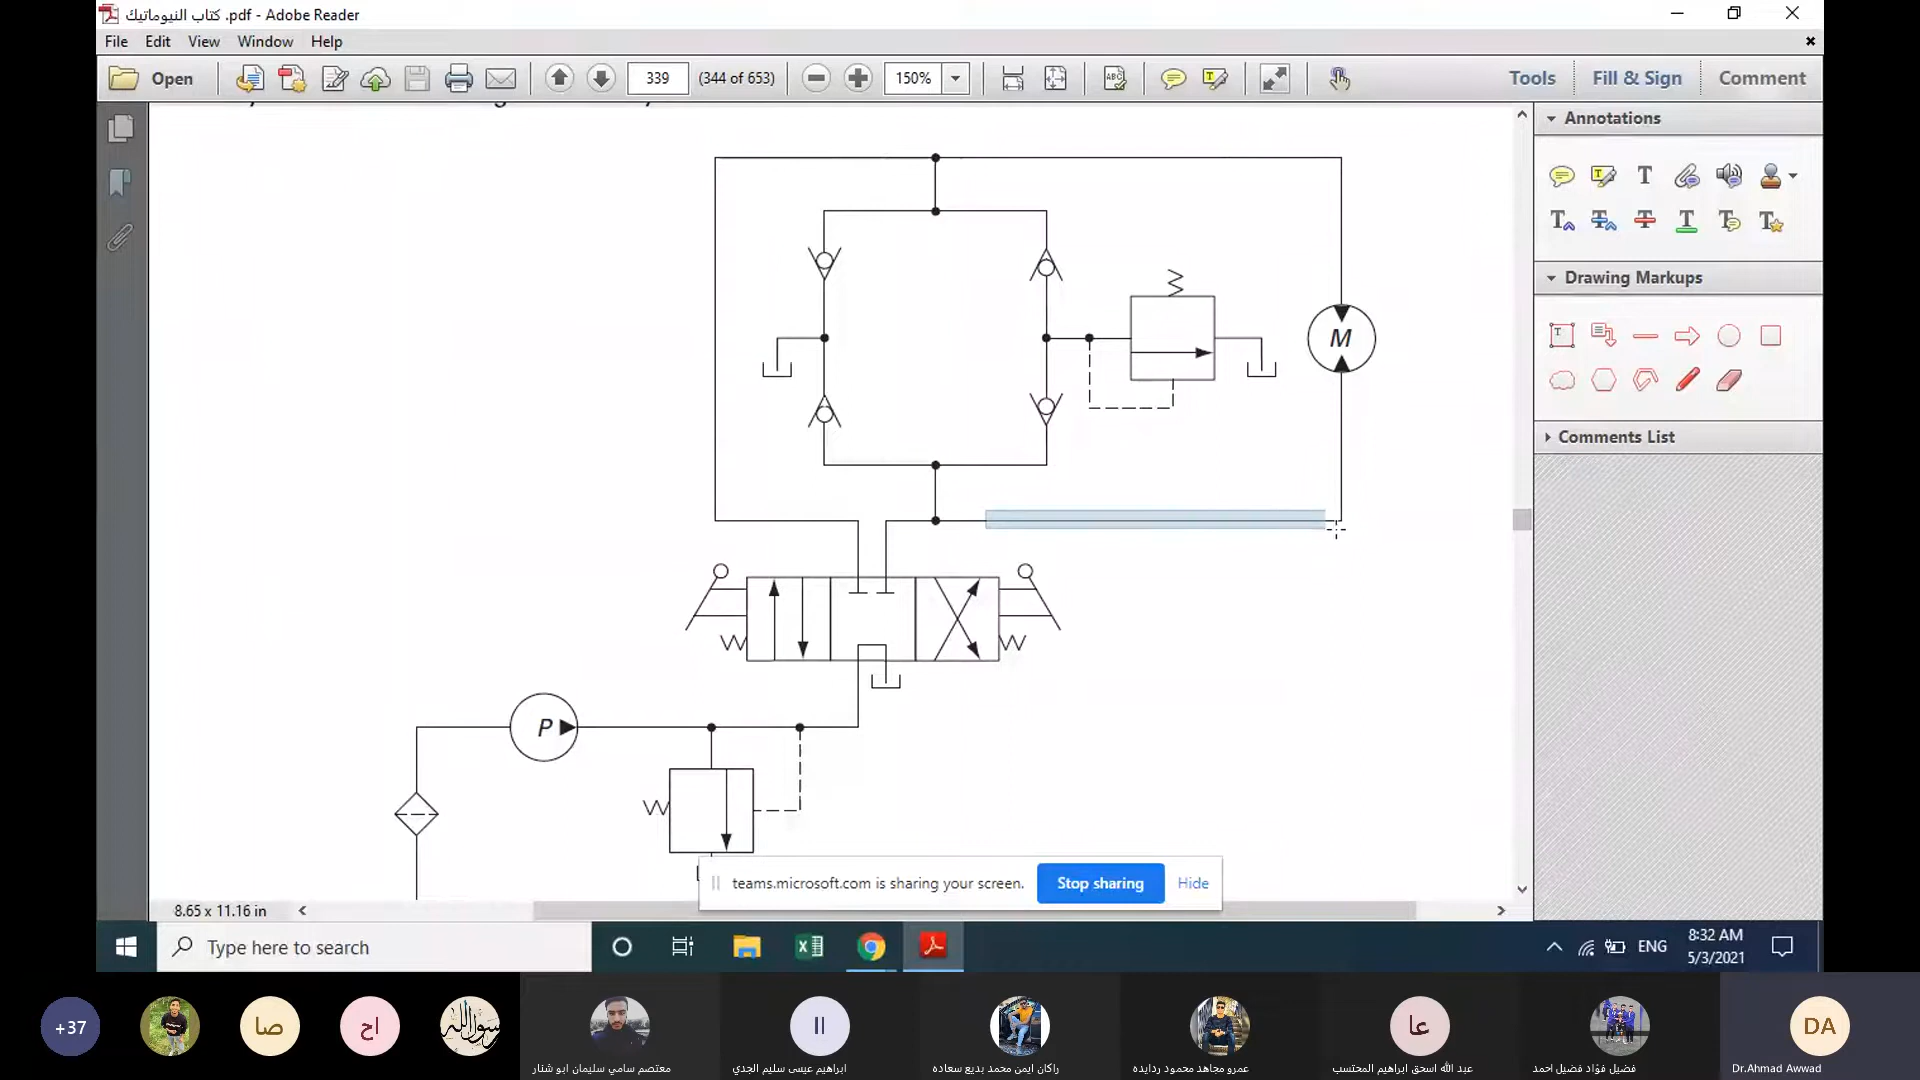 كتاب النيوماتيك .pdf - Adobe Reader
File Edit View Window Help
Open 339 (344 of 653) 150% Tools Fill & Sign Comment
Annotations
Drawing Markups
Comments List
M
P
8.65 x 11.16 in
teams.microsoft.com is sharing your screen. Stop sharing Hide
Type here to search
ENG
8:32 AM
5/3/2021
+37
صا
اح
II
عا
DA
معتصم سامي سليمان ابو شنار
ابراهيم عيسى سليم الجدي
راكان ايمن محمد بديع سعاده
عمرو مجاهد محمود ردايده
عبد الله اسحق ابراهيم المحتسب
فضيل فؤاد فضيل احمد
Dr.Ahmad Awwad